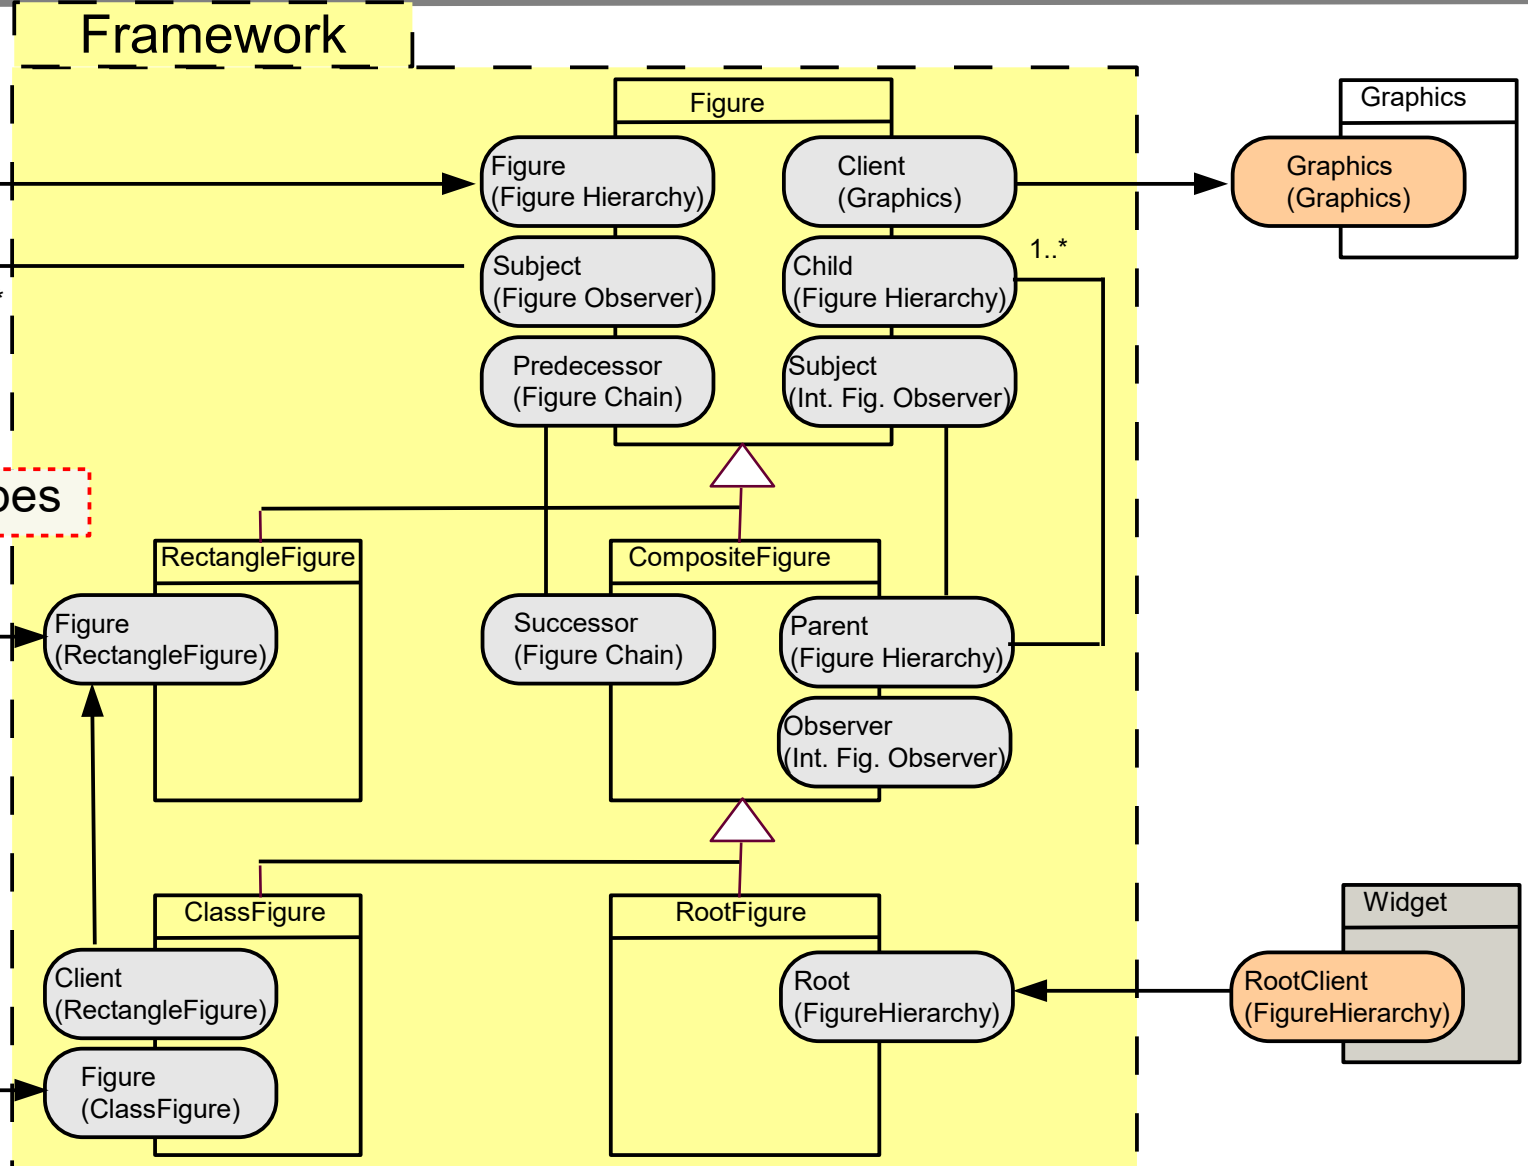 Framework
Figure
Graphics
Figure
(Figure Hierarchy)
Client
(Graphics)
Graphics
(Graphics)
Subject
(Figure Observer)
Child
(Figure Hierarchy)
1..*
*
Predecessor
(Figure Chain)
Subject
(Int. Fig. Observer)
RectangleFigure
CompositeFigure
Figure
(RectangleFigure)
Successor
(Figure Chain)
Parent
(Figure Hierarchy)
Observer
(Int. Fig. Observer)
ClassFigure
RootFigure
Widget
Client
(RectangleFigure)
Root
(FigureHierarchy)
RootClient
(FigureHierarchy)
Figure
(ClassFigure)